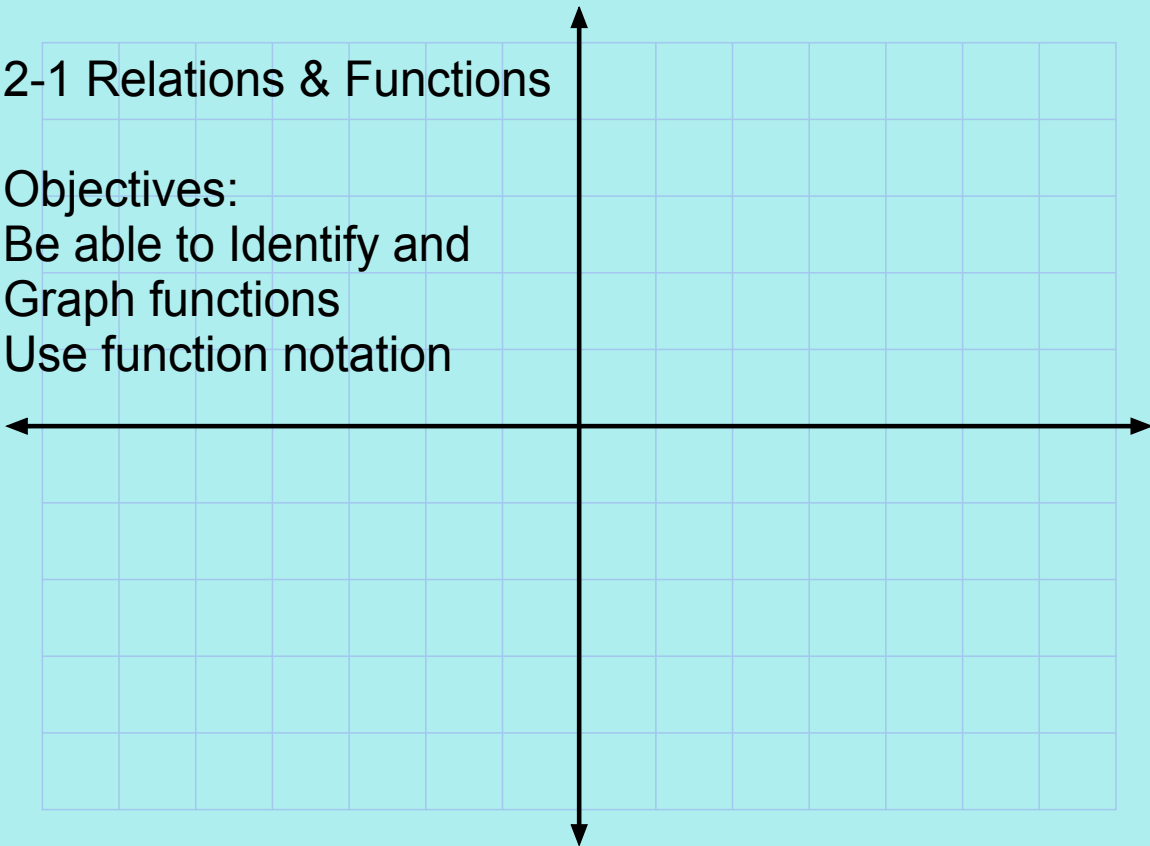 2-1 Relations & Functions
Objectives:
Be able to Identify and
Graph functions
Use function notation